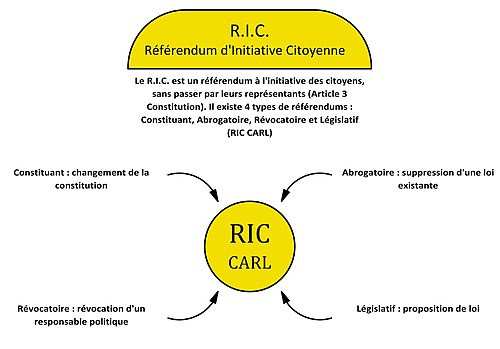 R.I.C.
Référendum d'Initiative Citoyenne
Le R.I.C. est un référendum à l'initiative des citoyens,
sans passer par leurs représentants (Article 3
Constitution). Il existe 4 types de référendums :
Constituant, Abrogatoire, Révocatoire et Législatif
(RIC CARL)
Constituant : changement de la
constitution
Abrogatoire : suppression d'une loi
existante
RIC
CARL
Révocatoire : révocation d'un
responsable politique
Législatif : proposition de loi